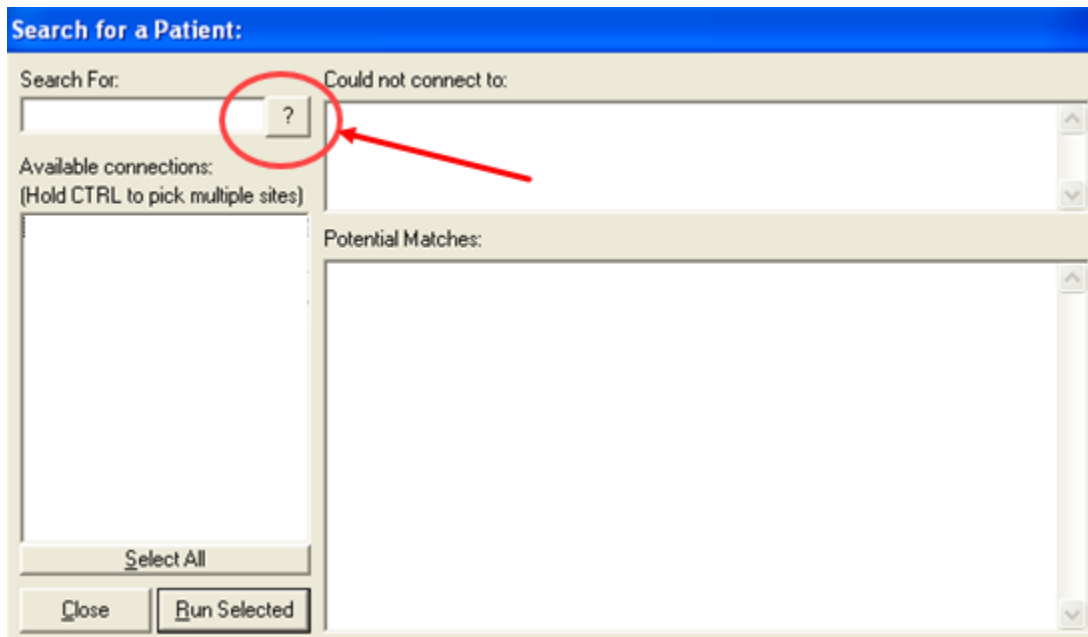 Search for a Patient:
Search For:
?
Available connections:
(Hold CTRL to pick multiple sites)
Select All
Close
Run Selected
Could not connect to:
Potential Matches: